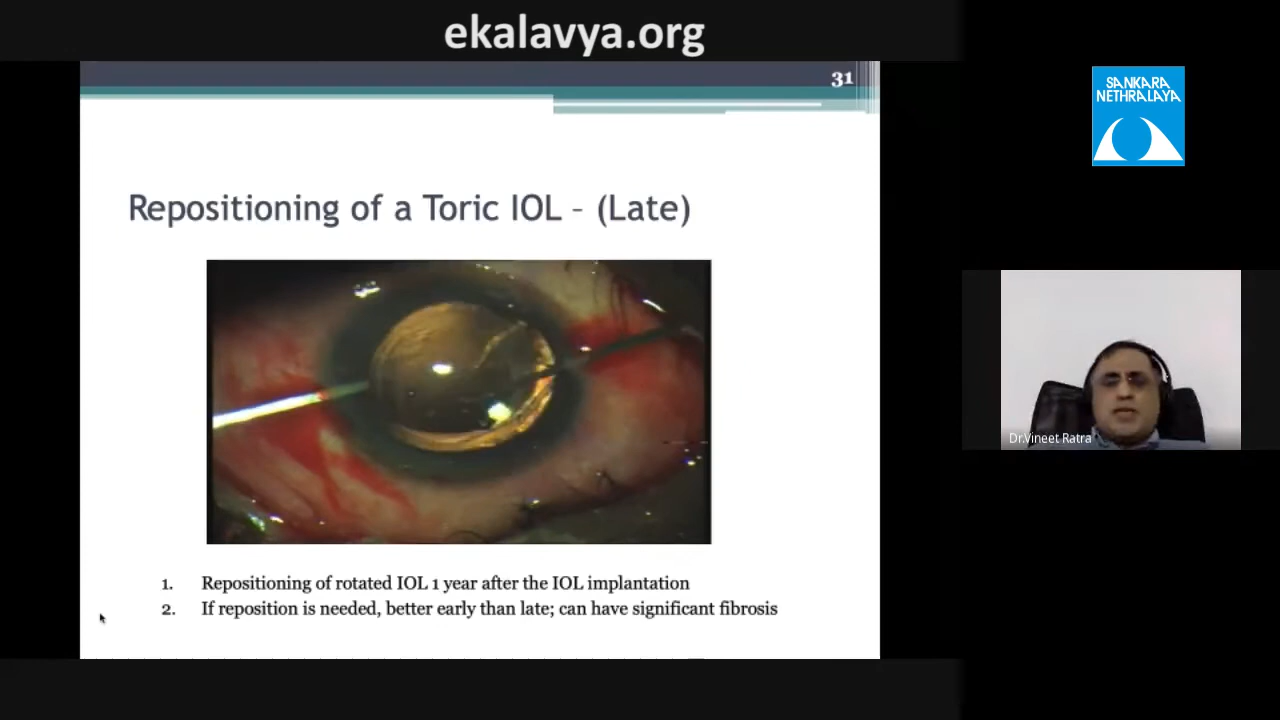 ekalavya.org
31
SANKARA
NETHRALAYA
Repositioning of a Toric IOL – (Late)
Dr.Vineet Ratra
1. Repositioning of rotated IOL 1 year after the IOL implantation
2. If reposition is needed, better early than late; can have significant fibrosis